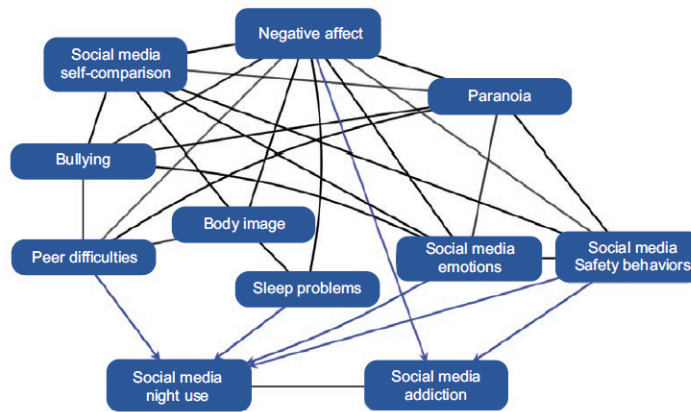 Negative affect
Social media
self-comparison
Paranoia
Bullying
Body image
Peer difficulties
Social media
emotions
Social media
Safety behaviors
Sleep problems
Social media
night use
Social media
addiction